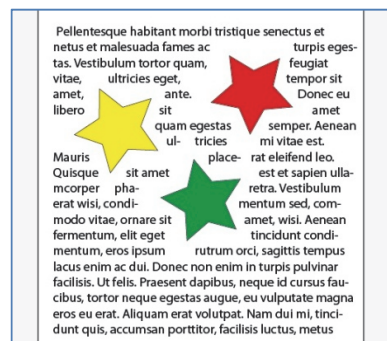 Pellentesque habitant morbi tristique senectus et
netus et malesuada fames ac turpis eges-
tas. Vestibulum tortor quam, feugiat
vitae, ultricies eget, tempor sit
amet, ante. Donec eu
libero sit amet
quam egestas semper. Aenean
ul- tricies mi vitae est.
Mauris place- rat eleifend leo.
Quisque sit amet est et sapien ulla-
mcorper pha- retra. Vestibulum
erat wisi, condi- mentum sed, com-
modo vitae, ornare sit amet, wisi. Aenean
fermentum, elit eget tincidunt condi-
mentum, eros ipsum rutrum orci, sagittis tempus
lacus enim ac dui. Donec non enim in turpis pulvinar
facilisis. Ut felis. Praesent dapibus, neque id cursus fau-
cibus, tortor neque egestas augue, eu vulputate magna
eros eu erat. Aliquam erat volutpat. Nam dui mi, tinci-
dunt quis, accumsan porttitor, facilisis luctus, metus